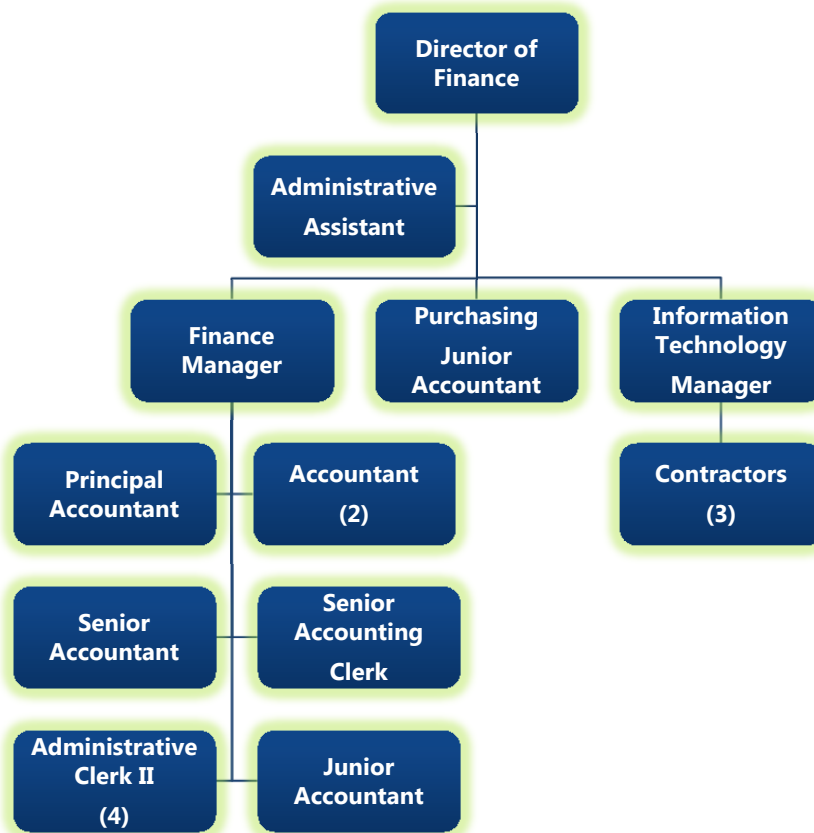 Director of
Finance
Administrative
Assistant
Finance
Manager
Purchasing
Junior
Accountant
Information
Technology
Manager
Principal
Accountant
Accountant
(2)
Contractors
(3)
Senior
Accountant
Senior
Accounting
Clerk
Administrative
Clerk II
(4)
Junior
Accountant